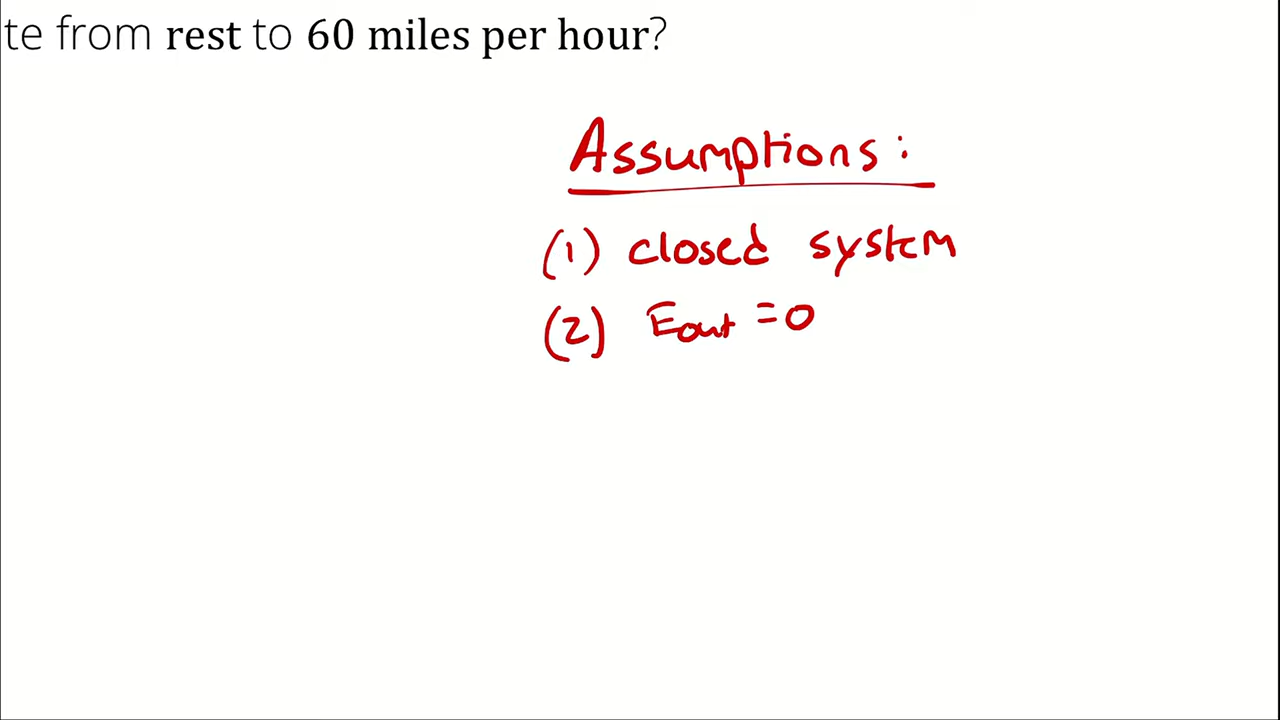 te from rest to 60 miles per hour?
Assumptions:
(1) closed system
(2) Eout = 0